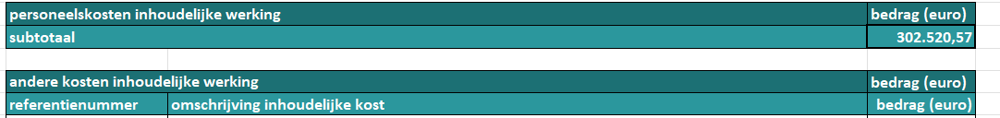 personeelskosten inhoudelijke werking bedrag (euro)
subtotaal 302.520,57
andere kosten inhoudelijke werking bedrag (euro)
referentienummer omschrijving inhoudelijke kost bedrag (euro)